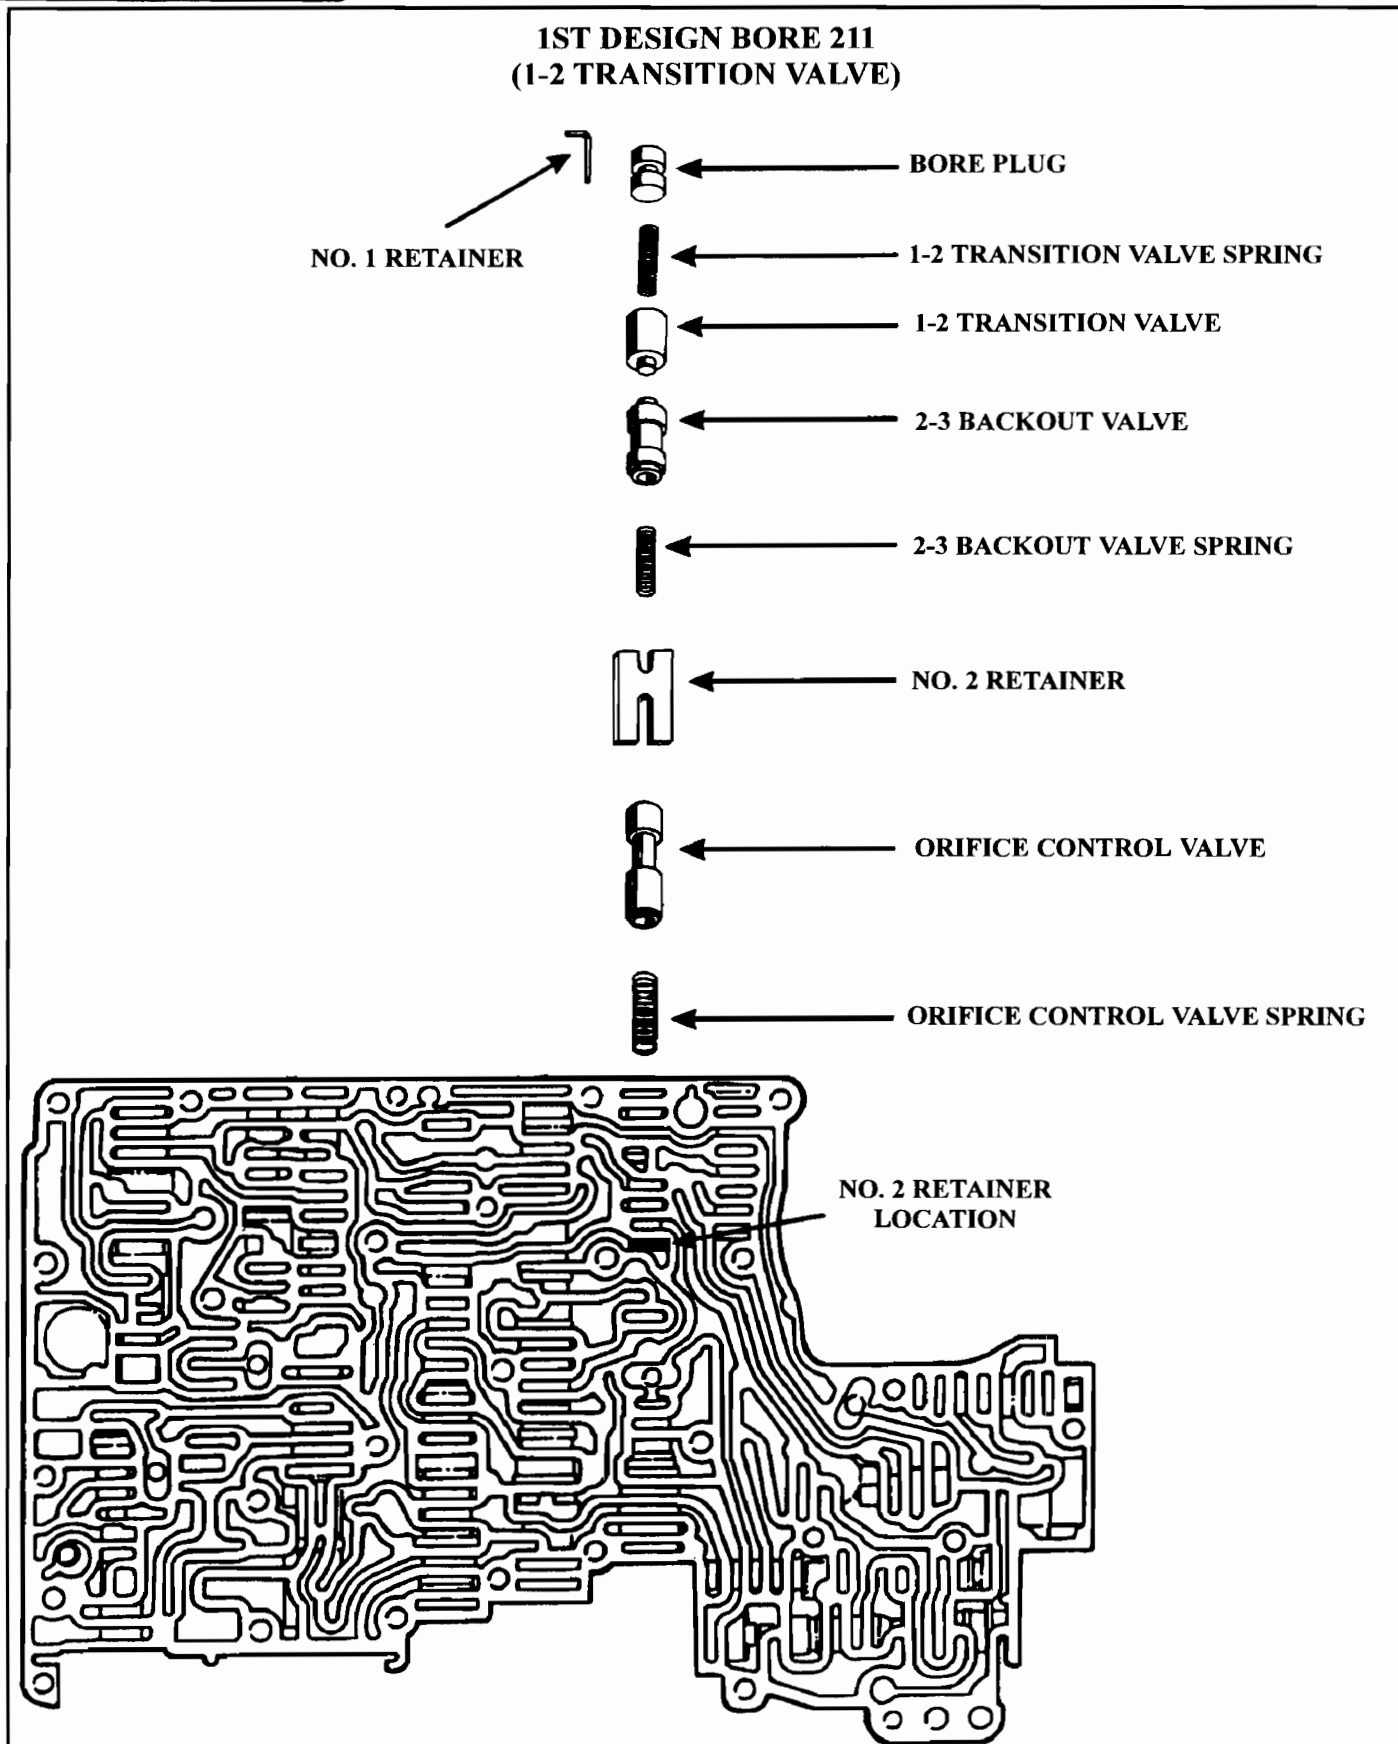 1ST DESIGN BORE 211
(1-2 TRANSITION VALVE)
BORE PLUG
NO. 1 RETAINER
1-2 TRANSITION VALVE SPRING
1-2 TRANSITION VALVE
2-3 BACKOUT VALVE
2-3 BACKOUT VALVE SPRING
NO. 2 RETAINER
ORIFICE CONTROL VALVE
ORIFICE CONTROL VALVE SPRING
NO. 2 RETAINER
LOCATION